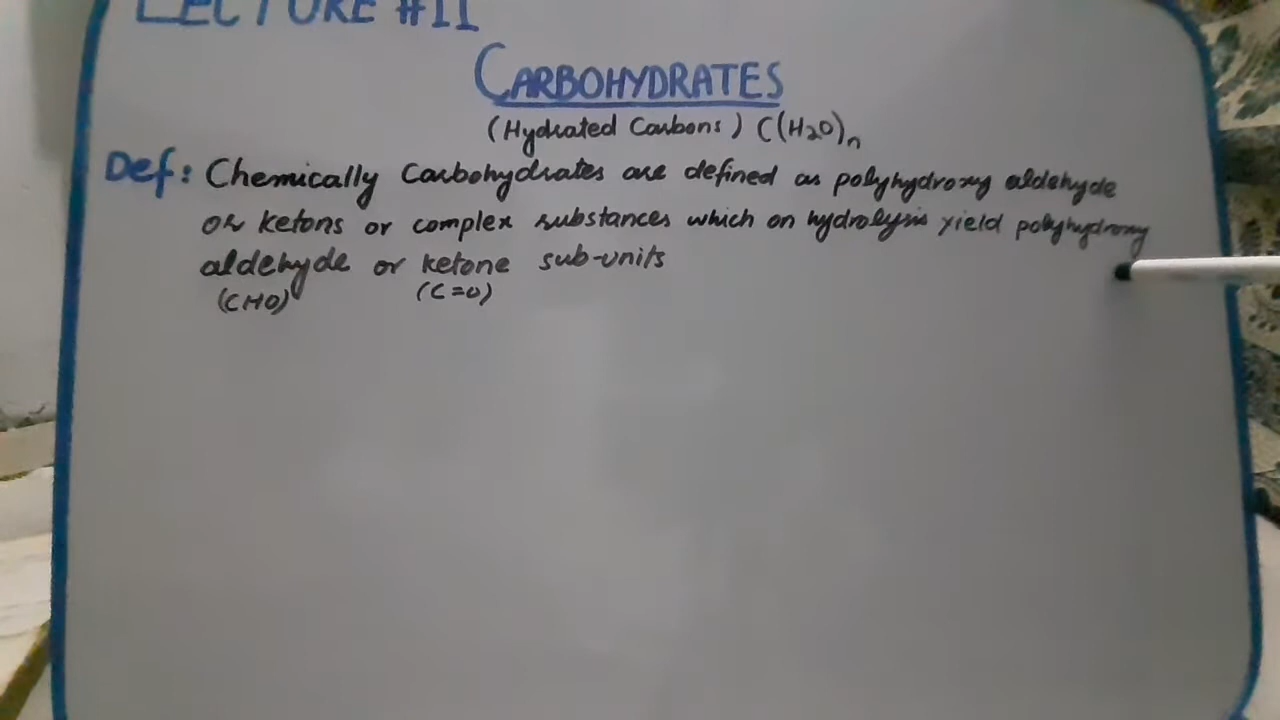 LECTURE #11
CARBOHYDRATES
(Hydrated Carbons) C(H2O)n
Def: Chemically Carbohydrates are defined as polyhydroxy aldehyde
or ketons or complex substances which on hydrolysis yield polyhydroxy
aldehyde or ketone sub-units
(CHO) (C=O)